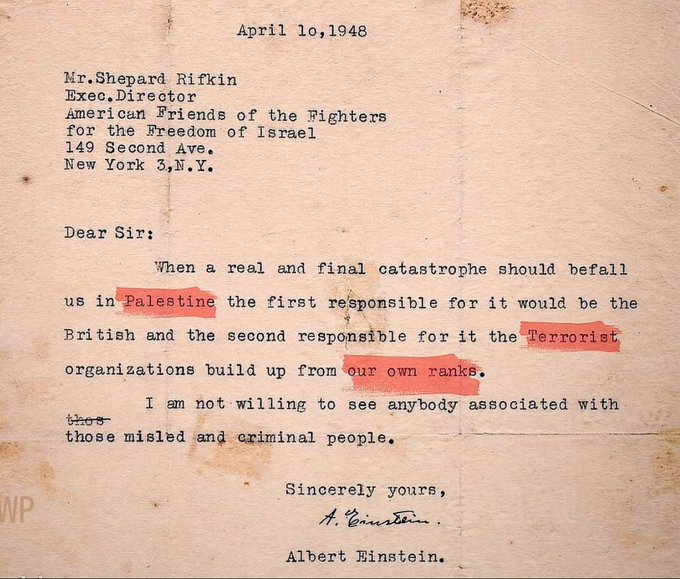 April lo,1948
Mr.Shepard Rifkin
Exec.Director
American Friends of the Fighters
for the Freedom of Israel
149 Second Ave.
New York 3,N.Y.
Dear Sir:
When a real and final catastrophe should befall
us in Palestine the first responsible for it would be the
British and the second responsible for it the Terrorist
organizations build up from our own ranks.
I am not willing to see anybody associated with
thos
those misled and criminal people.
Sincerely yours,
A. Einstein.
Albert Einstein.
WP